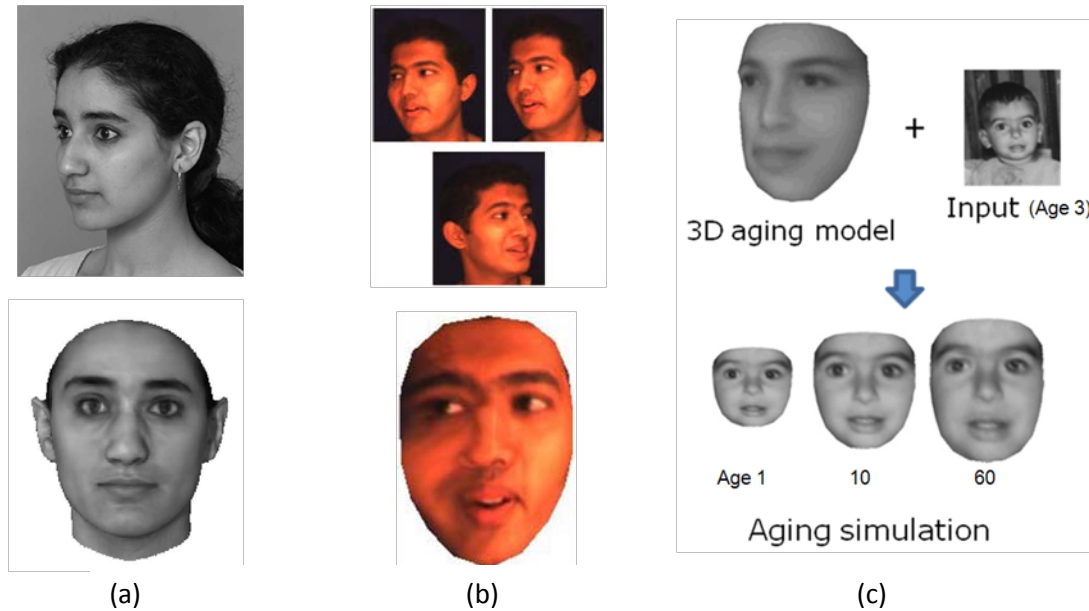 +
Input (Age 3)
3D aging model
Age 1 10 60
Aging simulation
(a) (b) (c)